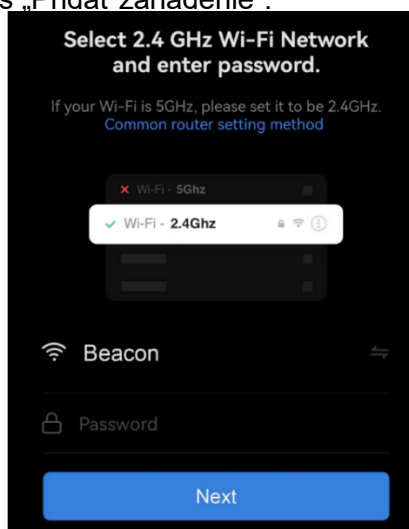 „Pridať zariadenie“.
Select 2.4 GHz Wi-Fi Network
and enter password.
If your Wi-Fi is 5GHz, please set it to be 2.4GHz.
Common router setting method
Wi-Fi - 5Ghz
Wi-Fi - 2.4Ghz
Beacon
Password
Next